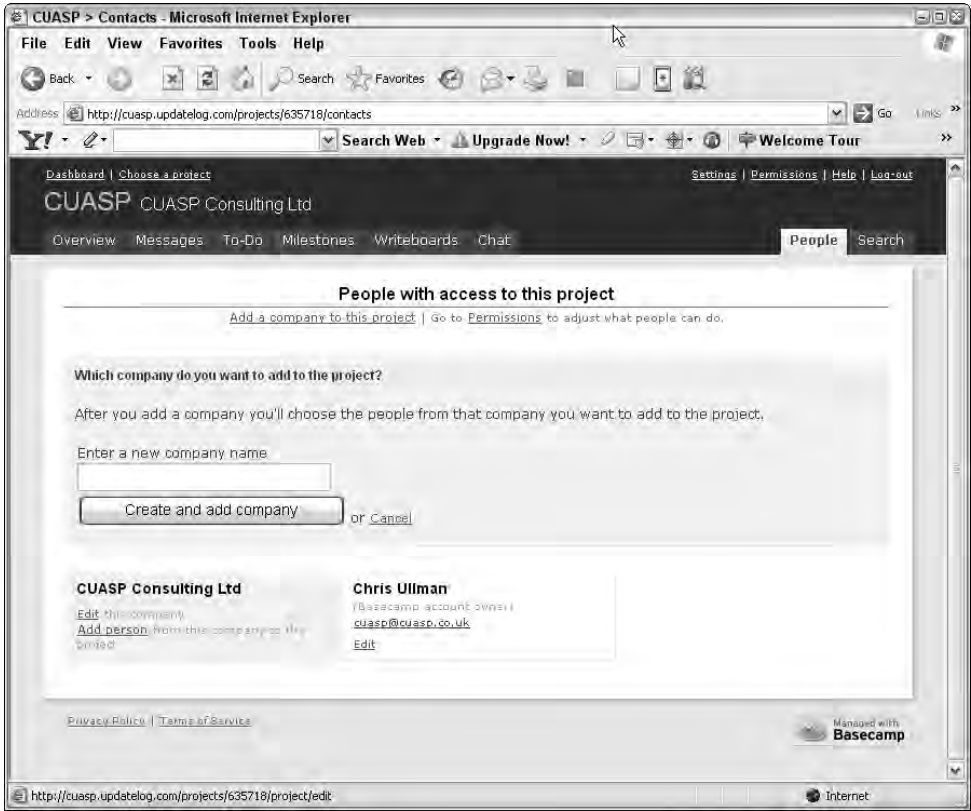 CUASP > Contacts - Microsoft Internet Explorer
File Edit View Favorites Tools Help
Back Search Favorites
Address http://cuasp.updatelog.com/projects/635718/contacts Go Links »
Y! Search Web Upgrade Now! Welcome Tour »
Dashboard | Choose a project Settings | Permissions | Help | Log-out
CUASP CUASP Consulting Ltd
Overview Messages To-Do Milestones Writeboards Chat People Search
People with access to this project
Add a company to this project | Go to Permissions to adjust what people can do.
Which company do you want to add to the project?
After you add a company you'll choose the people from that company you want to add to the project.
Enter a new company name
Create and add company or Cancel
CUASP Consulting Ltd Chris Ullman
Edit this company (Basecamp account owner)
Add person from this company to the project cuasp@cuasp.co.uk
Edit
Privacy Policy | Terms of Service Managed with
Basecamp
http://cuasp.updatelog.com/projects/635718/project/edit Internet